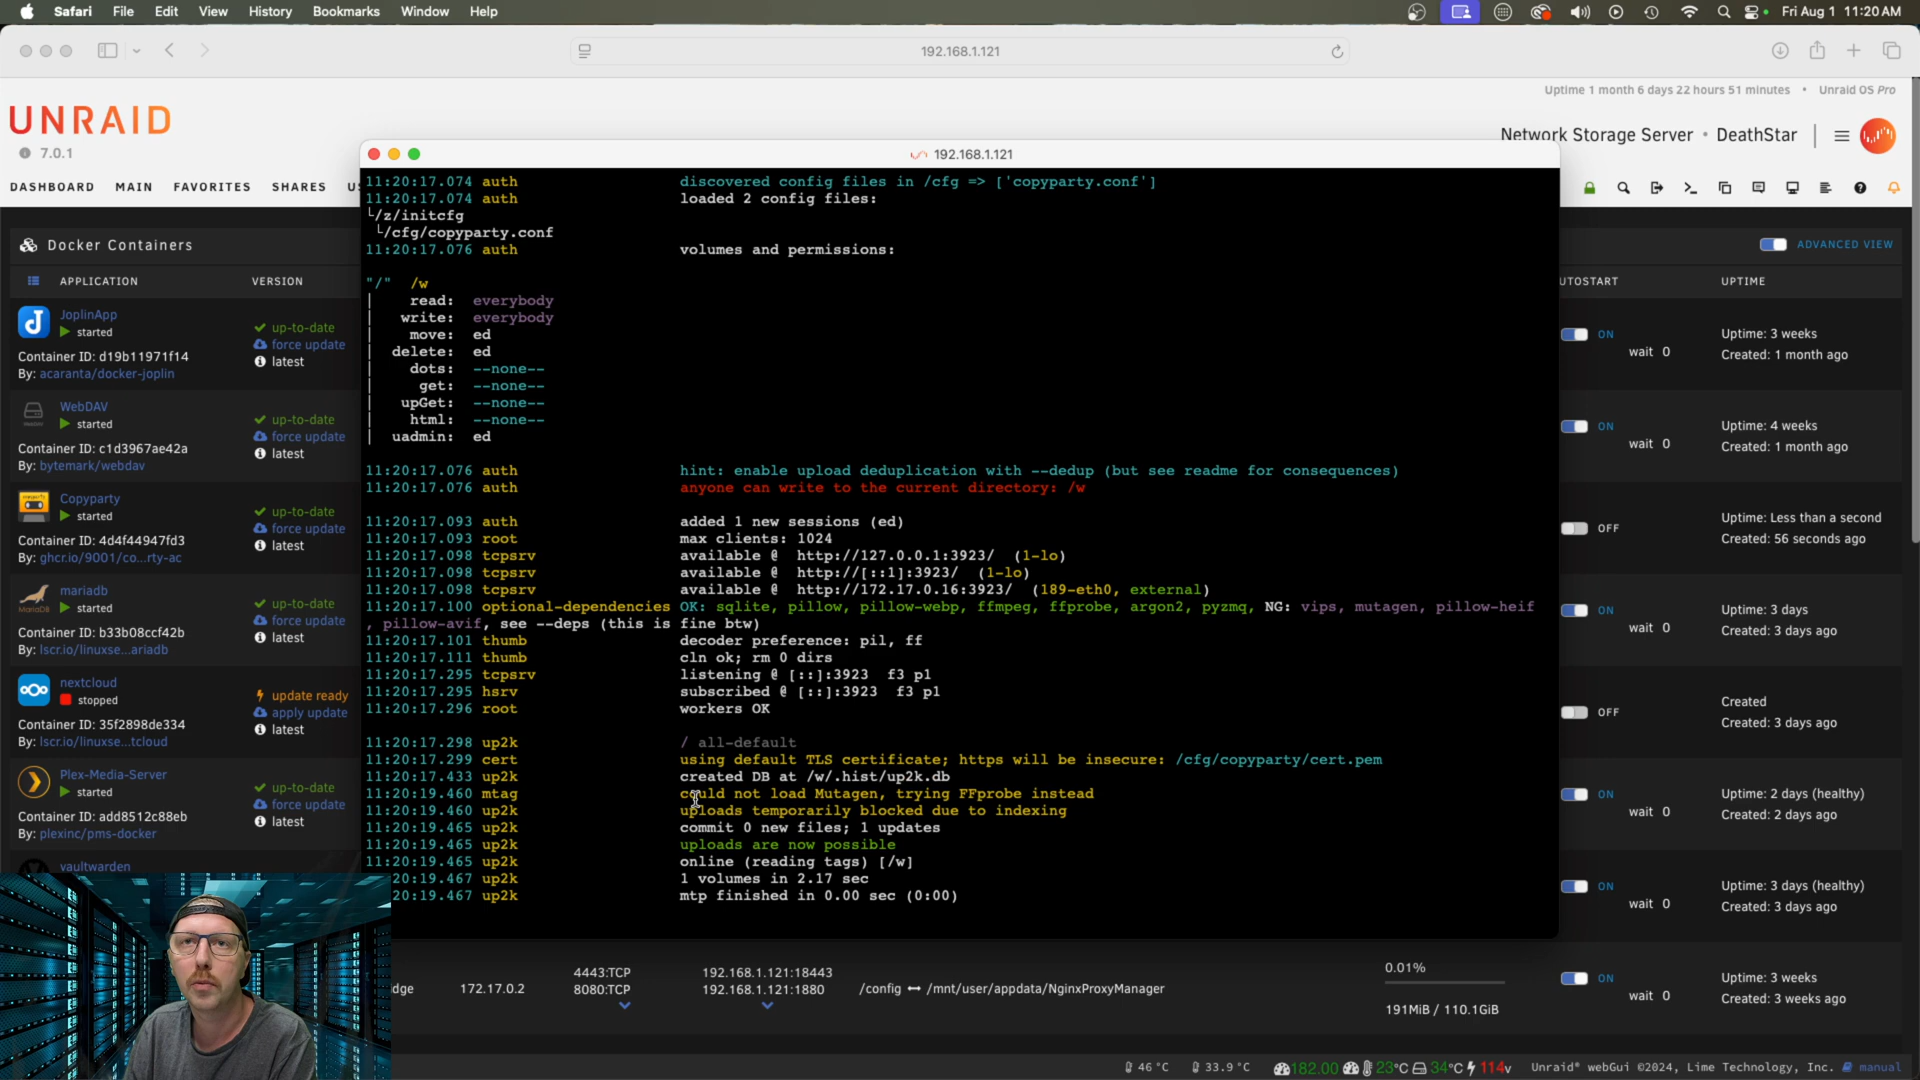 Safari File Edit View History Bookmarks Window Help Fri Aug 1 11:20 AM
192.168.1.121
Uptime 1 month 6 days 22 hours 51 minutes • Unraid OS Pro
UNRAID
7.0.1
Network Storage Server • DeathStar
DASHBOARD MAIN FAVORITES SHARES
192.168.1.121
Docker Containers
ADVANCED VIEW
APPLICATION VERSION
UTOSTART UPTIME
JoplinApp
started
Container ID: d19b11971f14
By: acaranta/docker-joplin
up-to-date
force update
latest
ON
wait 0
Uptime: 3 weeks
Created: 1 month ago
WebDAV
started
Container ID: c1d3967ae42a
By: bytemark/webdav
up-to-date
force update
latest
ON
wait 0
Uptime: 4 weeks
Created: 1 month ago
Copyparty
started
Container ID: 4d4f44947fd3
By: ghcr.io/9001/co...rty-ac
up-to-date
force update
latest
OFF
Uptime: Less than a second
Created: 56 seconds ago
mariadb
started
Container ID: b33b08ccf42b
By: lscr.io/linuxse...ariadb
up-to-date
force update
latest
ON
wait 0
Uptime: 3 days
Created: 3 days ago
nextcloud
stopped
Container ID: 35f2898de334
By: lscr.io/linuxse...tcloud
update ready
apply update
latest
OFF
Created
Created: 3 days ago
Plex-Media-Server
started
Container ID: add8512c88eb
By: plexinc/pms-docker
up-to-date
force update
latest
ON
wait 0
Uptime: 2 days (healthy)
Created: 2 days ago
vaultwarden
ON
wait 0
Uptime: 3 days (healthy)
Created: 3 days ago
11:20:17.074 auth discovered config files in /cfg => ['copyparty.conf']
11:20:17.074 auth loaded 2 config files:
└/z/initcfg
└/cfg/copyparty.conf
11:20:17.076 auth volumes and permissions:
"/" /w
| read: everybody
| write: everybody
| move: ed
| delete: ed
| dots: --none--
| get: --none--
| upGet: --none--
| html: --none--
| uadmin: ed
11:20:17.076 auth hint: enable upload deduplication with --dedup (but see readme for consequences)
11:20:17.076 auth anyone can write to the current directory: /w
11:20:17.093 auth added 1 new sessions (ed)
11:20:17.093 root max clients: 1024
11:20:17.098 tcpsrv available @ http://127.0.0.1:3923/ (1-lo)
11:20:17.098 tcpsrv available @ http://[::1]:3923/ (1-lo)
11:20:17.098 tcpsrv available @ http://172.17.0.16:3923/ (189-eth0, external)
11:20:17.100 optional-dependencies OK: sqlite, pillow, pillow-webp, ffmpeg, ffprobe, argon2, pyzmq, NG: vips, mutagen, pillow-heif
, pillow-avif, see --deps (this is fine btw)
11:20:17.101 thumb decoder preference: pil, ff
11:20:17.111 thumb cln ok; rm 0 dirs
11:20:17.295 tcpsrv listening @ [::]:3923 f3 p1
11:20:17.295 hsrv subscribed @ [::]:3923 f3 p1
11:20:17.296 root workers OK
11:20:17.298 up2k / all-default
11:20:17.299 cert using default TLS certificate; https will be insecure: /cfg/copyparty/cert.pem
11:20:17.433 up2k created DB at /w/.hist/up2k.db
11:20:19.460 mtag could not load Mutagen, trying FFprobe instead
11:20:19.460 up2k uploads temporarily blocked due to indexing
11:20:19.465 up2k commit 0 new files; 1 updates
11:20:19.465 up2k uploads are now possible
11:20:19.465 up2k online (reading tags) [/w]
:20:19.467 up2k 1 volumes in 2.17 sec
:20:19.467 up2k mtp finished in 0.00 sec (0:00)
dge
172.17.0.2
4443:TCP
8080:TCP
192.168.1.121:18443
192.168.1.121:1880
/config ↔ /mnt/user/appdata/NginxProxyManager
0.01%
191MiB / 110.1GiB
ON
wait 0
Uptime: 3 weeks
Created: 3 weeks ago
46 °C 33.9 °C 182.00 23°C 34°C 114v Unraid® webGui ©2024, Lime Technology, Inc. manual